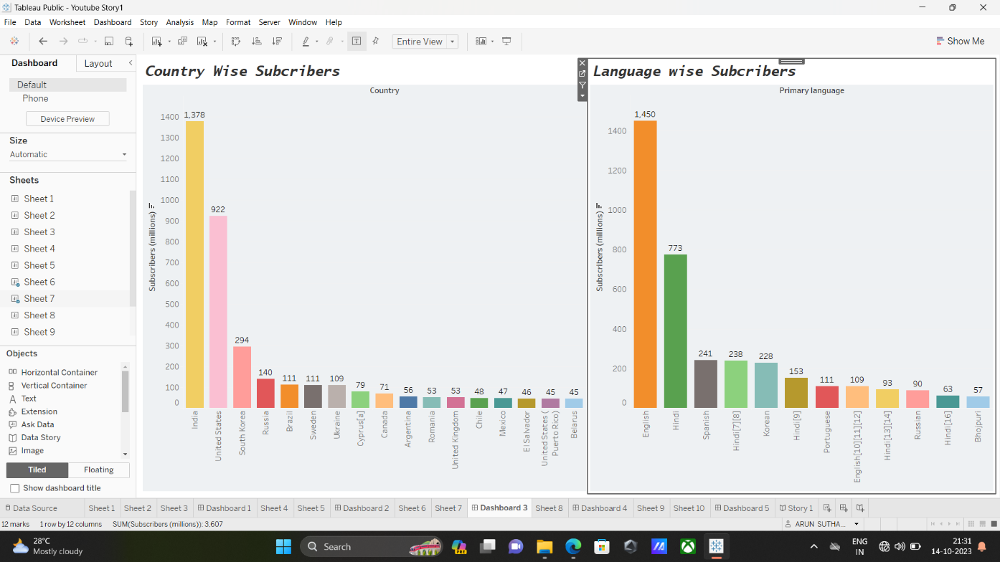 Tableau Public - Youtube Story1
File Data Worksheet Dashboard Story Analysis Map Format Server Window Help
Entire View
Show Me
Dashboard Layout
Default
Phone
Device Preview
Size
Automatic
Sheets
Sheet 1
Sheet 2
Sheet 3
Sheet 4
Sheet 5
Sheet 6
Sheet 7
Sheet 8
Sheet 9
Objects
Horizontal Container
Vertical Container
Text
Extension
Ask Data
Data Story
Image
Tiled Floating
Show dashboard title
Country Wise Subcribers
Country
Subscribers (millions)
1400
1300
1200
1100
1000
900
800
700
600
500
400
300
200
100
0
1,378
922
294
140
111
111
109
79
71
56
53
53
48
47
46
45
45
India
United States
South Korea
Russia
Brazil
Sweden
Ukraine
Cyprus[a]
Canada
Argentina
Romania
United Kingdom
Chile
Mexico
El Salvador
United States (
Puerto Rico)
Belarus
Language wise Subcribers
Primary language
Subscribers (millions)
1400
1200
1000
800
600
400
200
0
1,450
773
241
238
228
153
111
109
93
90
63
57
English
Hindi
Spanish
Hindi[7][8]
Korean
Hindi[9]
Portuguese
English[10][11][12]
Hindi[13][14]
Russian
Hindi[16]
Bhojpuri
Data Source Sheet 1 Sheet 2 Sheet 3 Dashboard 1 Sheet 4 Sheet 5 Dashboard 2 Sheet 6 Sheet 7 Dashboard 3 Sheet 8 Dashboard 4 Sheet 9 Sheet 10 Dashboard 5 Story 1
12 marks 1 row by 12 columns SUM(Subscribers (millions)): 3,607
ARUN SUTHA...
28°C
Mostly cloudy
Search
PRE
ENG
IN
21:31
14-10-2023